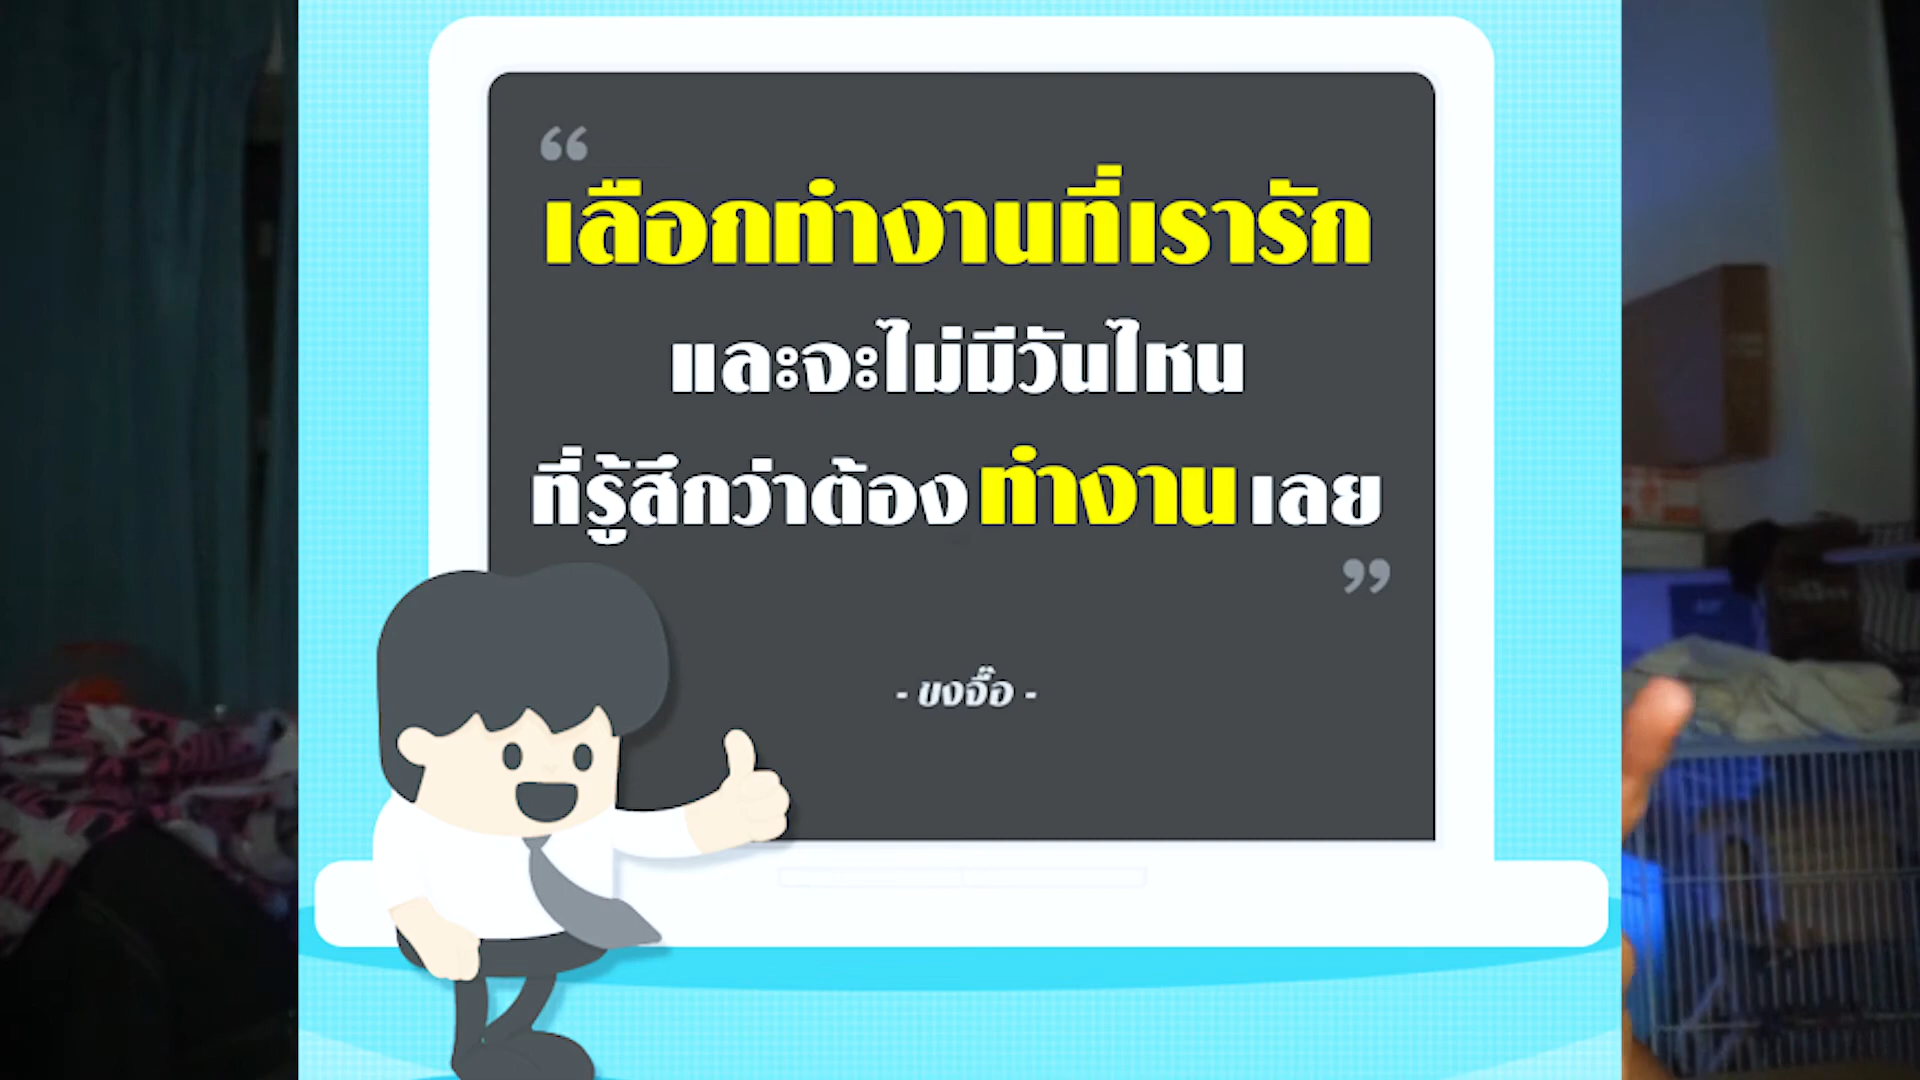 “
เลือกทำงานที่เรารัก
และจะไม่มีวันไหน
ที่รู้สึกว่าต้องทำงานเลย
”
- ขงจื๊อ -